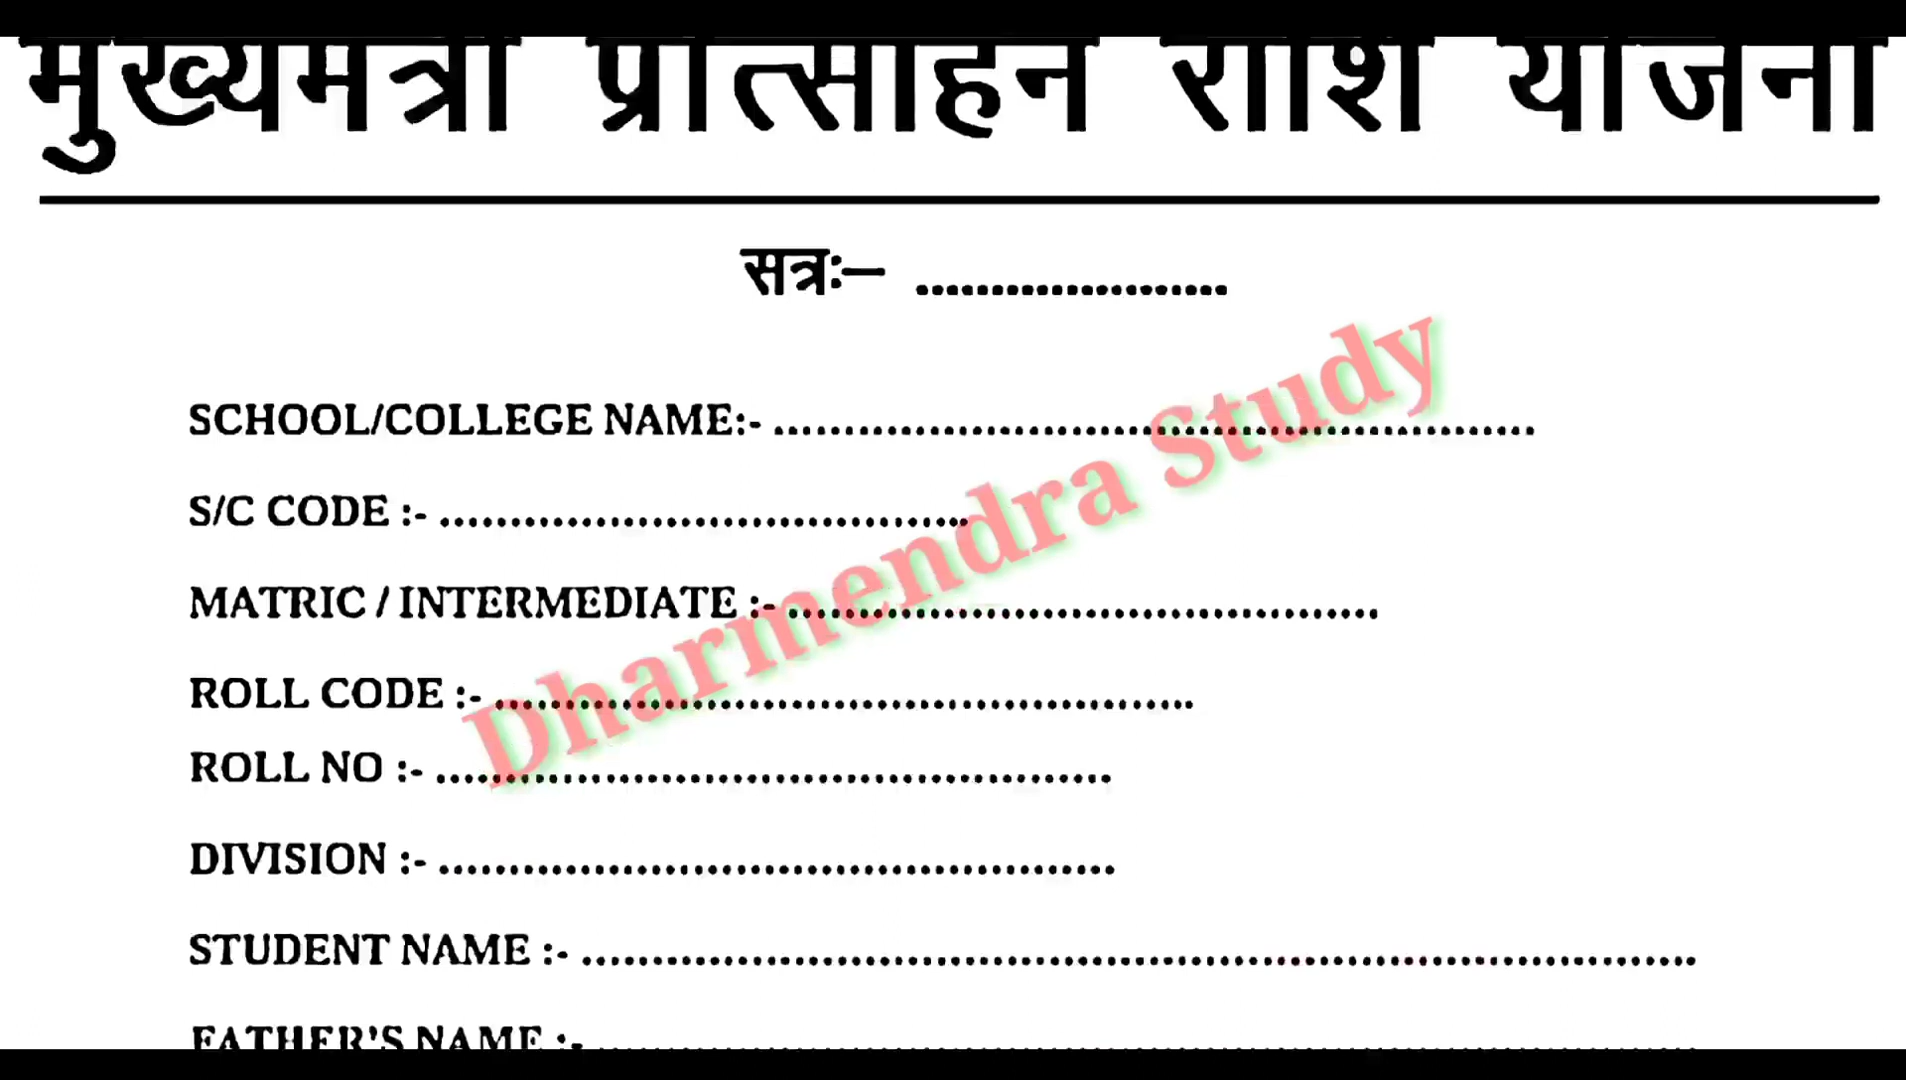 मुख्यमंत्री प्रोत्साहन राशि योजना
सत्रः— .....................
SCHOOL/COLLEGE NAME:- ......................................................
S/C CODE :- ......................................
MATRIC / INTERMEDIATE :- ..........................................
ROLL CODE :- ..................................................
ROLL NO :- ................................................
DIVISION :- ................................................
STUDENT NAME :- ...............................................................................
FATHER'S NAME :- ..............................................................................
Dharmendra Study